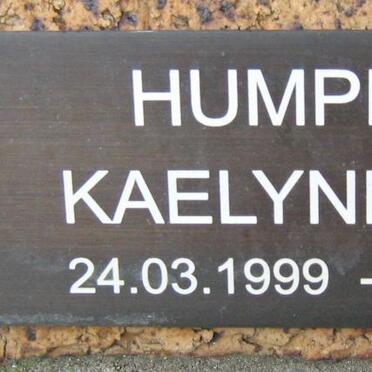 HUMP
KAELYN
24.03.1999 -